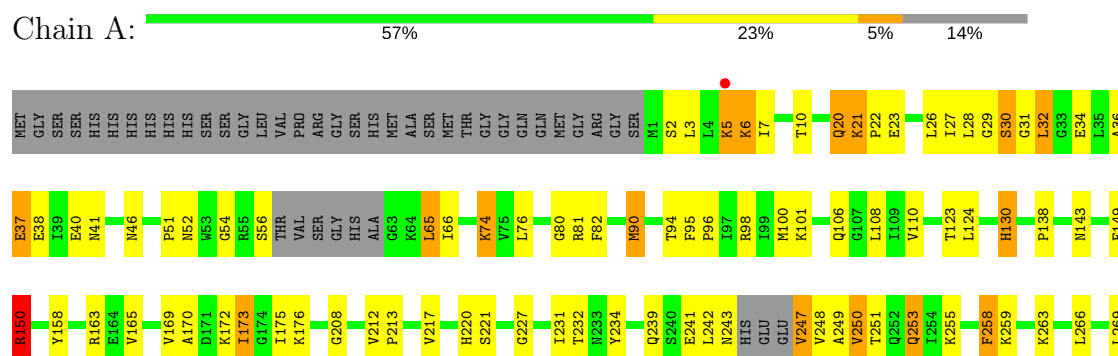 Chain A:
57% 23% 5% 14%
MET GLY SER SER HIS HIS HIS HIS HIS HIS SER SER GLY LEU VAL PRO ARG GLY SER HIS MET ALA SER MET THR GLY GLY GLN GLN MET GLY ARG GLY SER M1 S2 L3 L4 K5 K6 I7 T10 Q20 K21 P22 E23 L26 I27 L28 G29 S30 G31 L32 G33 E34 L35 A36
E37 E38 I39 E40 N41 N46 P51 N52 W53 G54 R55 S56 THR VAL SER GLY HIS ALA G63 K64 L65 I66 K74 V75 L76 G80 R81 F82 M90 T94 F95 P96 I97 R98 I99 M100 K101 Q106 G107 L108 I109 V110 T123 L124 H130 P138 N143 E149
R150 Y158 R163 E164 V165 V169 A170 D171 K172 I173 G174 I175 K176 G208 V212 P213 V217 H220 S221 G227 I231 T232 N233 Y234 Q239 S240 E241 L242 N243 HIS GLU GLU V247 V248 A249 V250 T251 Q252 Q253 I254 K255 F258 K259 K263 L266